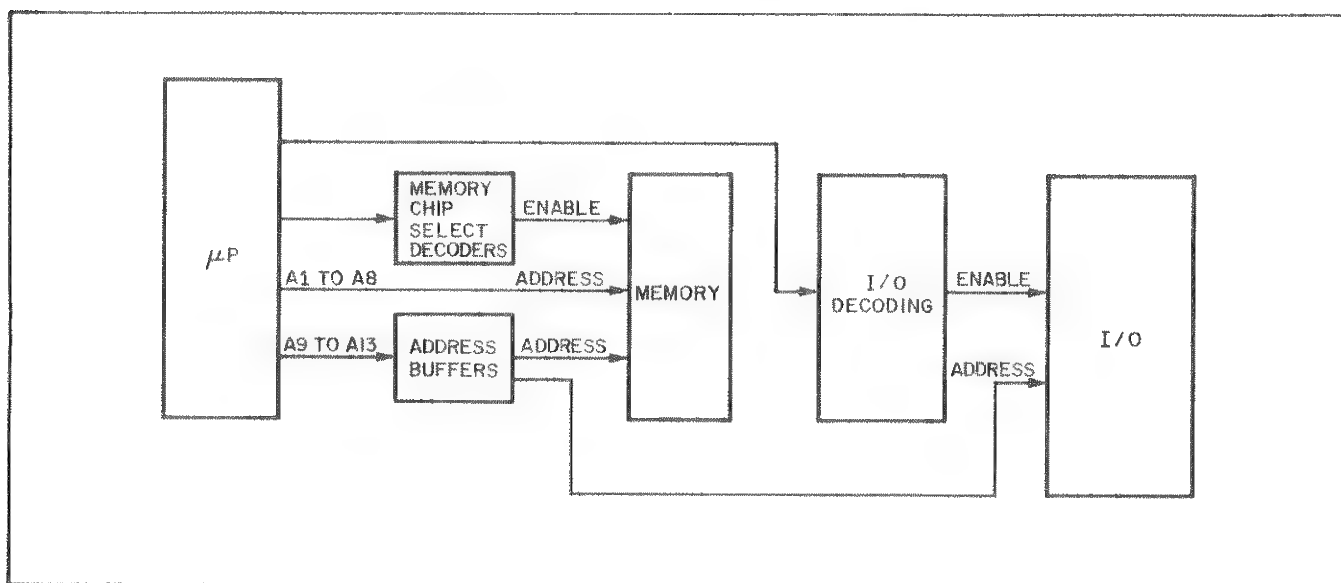 μP
MEMORY
CHIP
SELECT
DECODERS
ENABLE
A1 TO A8
ADDRESS
A9 TO A13
ADDRESS
BUFFERS
ADDRESS
MEMORY
I/O
DECODING
ENABLE
ADDRESS
I/O